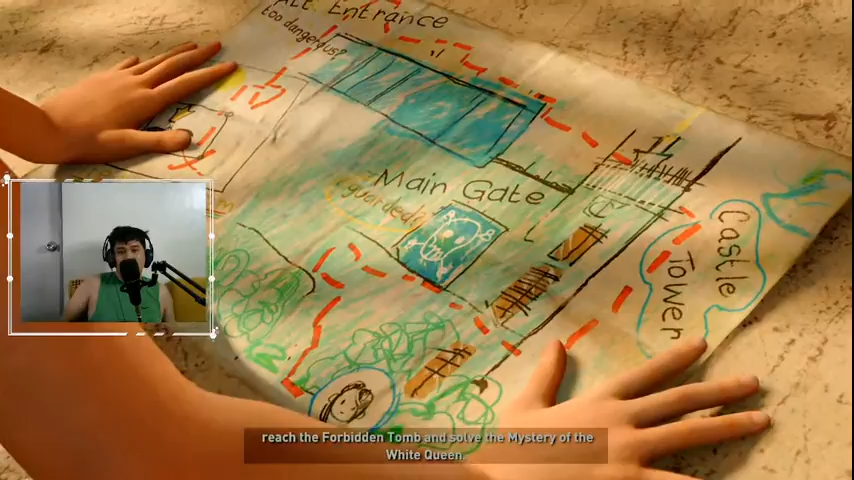 Alt. Entrance
too dangerous?
Main Gate
guarded?
Castle
Tower
reach the Forbidden Tomb and solve the Mystery of the
White Queen.